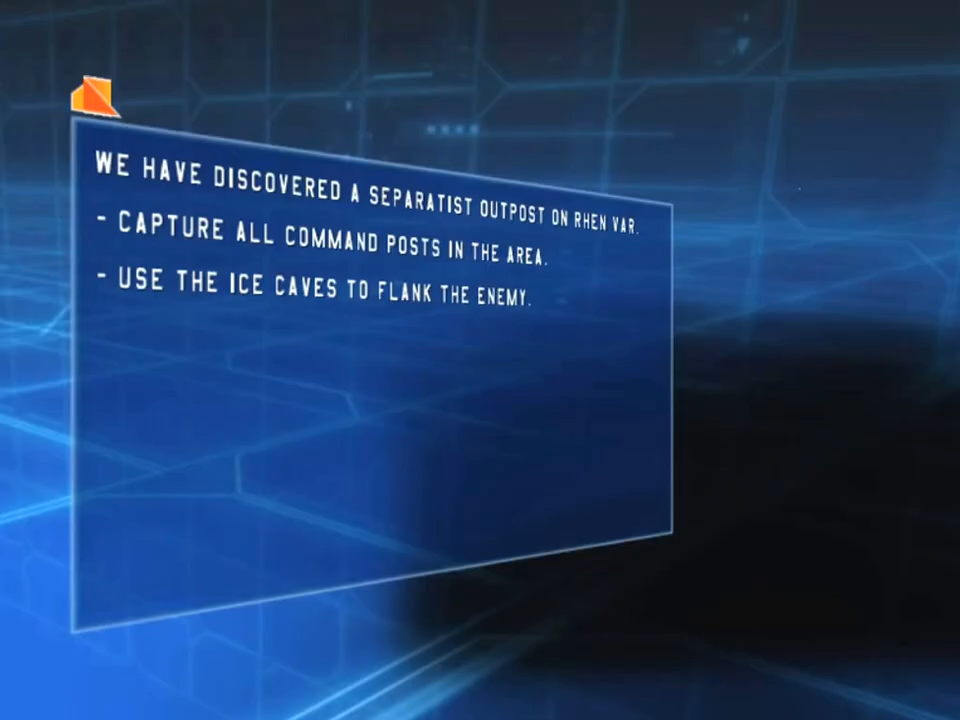 WE HAVE DISCOVERED A SEPARATIST OUTPOST ON RHEN VAR.
- CAPTURE ALL COMMAND POSTS IN THE AREA.
- USE THE ICE CAVES TO FLANK THE ENEMY.